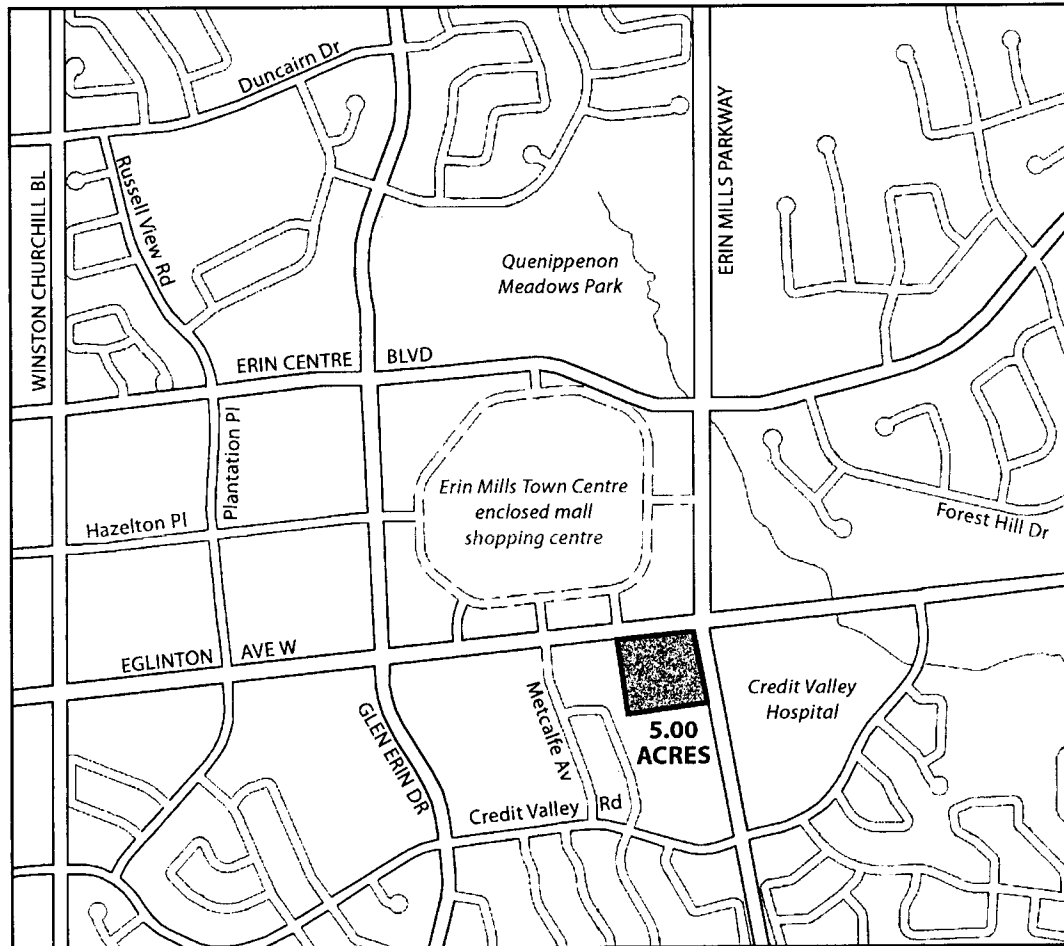 Duncairn Dr
WINSTON CHURCHILL BL
Russell View Rd
ERIN MILLS PARKWAY
Quenippenon
Meadows Park
ERIN CENTRE BLVD
Plantation Pl
Erin Mills Town Centre
enclosed mall
shopping centre
Hazelton Pl
Forest Hill Dr
EGLINTON AVE W
Metcalfe Av
Credit Valley
Hospital
GLEN ERIN DR
5.00
ACRES
Credit Valley Rd